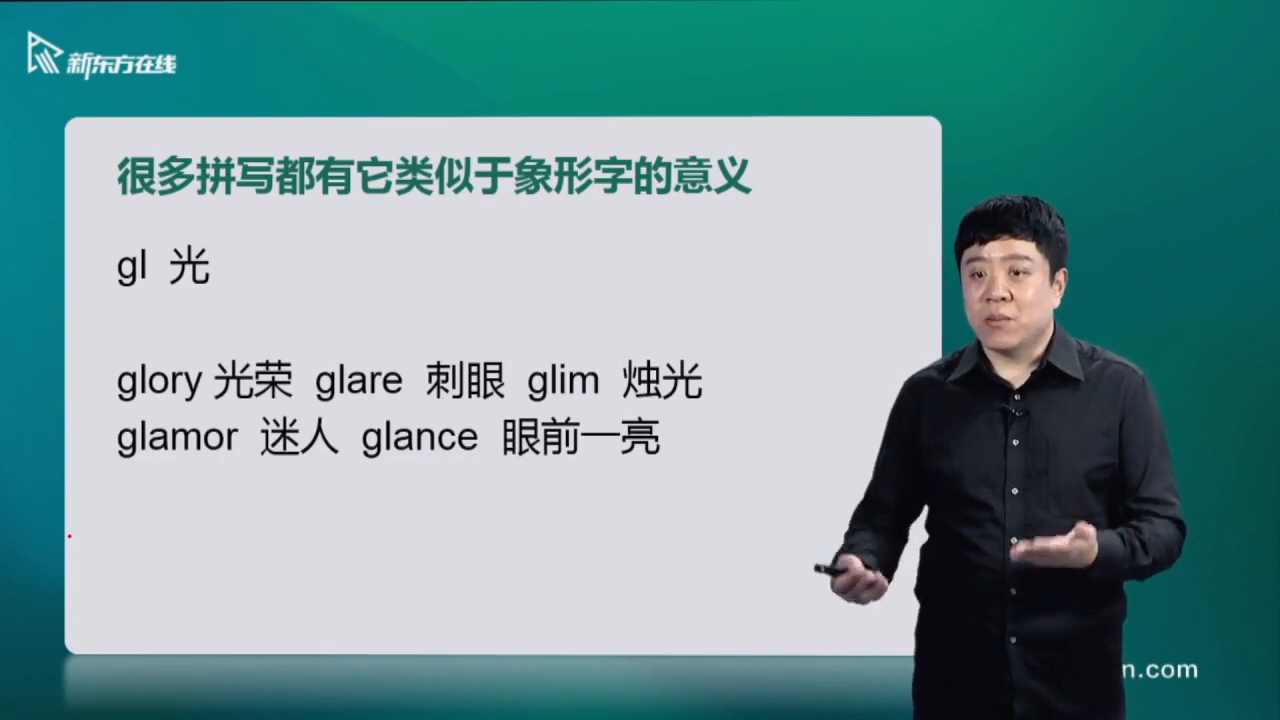 新东方在线
很多拼写都有它类似于象形字的意义
gl 光
glory 光荣 glare 刺眼 glim 烛光
glamor 迷人 glance 眼前一亮
n.com